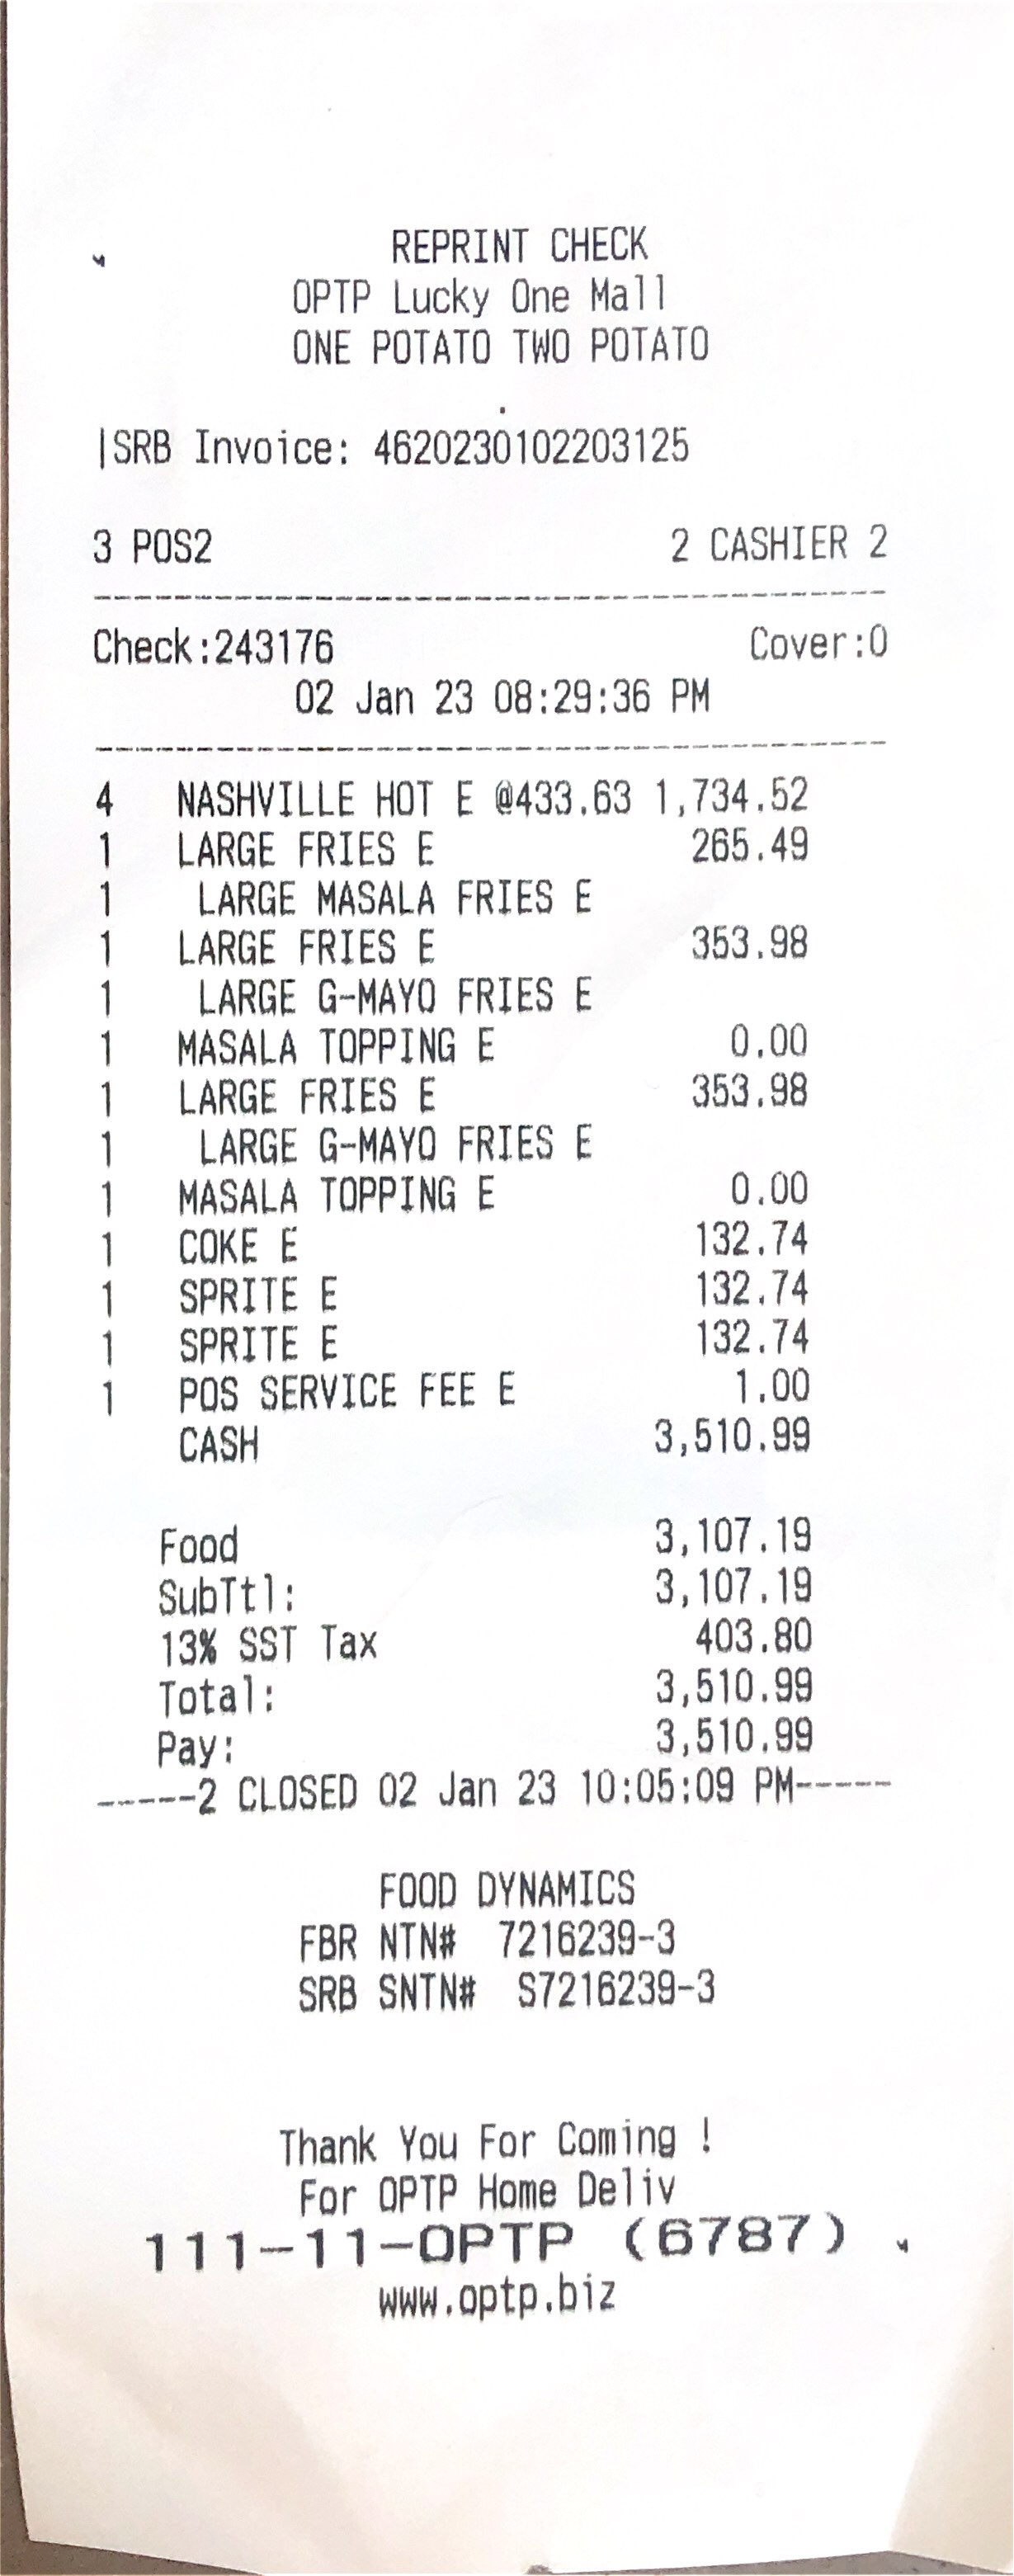 REPRINT CHECK
OPTP Lucky One Mall
ONE POTATO TWO POTATO
.
|SRB Invoice: 4620230102203125
3 POS2 2 CASHIER 2
----------------------------------------
Check:243176 Cover:0
02 Jan 23 08:29:36 PM
----------------------------------------
4 NASHVILLE HOT E @433.63 1,734.52
1 LARGE FRIES E 265.49
1 LARGE MASALA FRIES E
1 LARGE FRIES E 353.98
1 LARGE G-MAYO FRIES E
1 MASALA TOPPING E 0.00
1 LARGE FRIES E 353.98
1 LARGE G-MAYO FRIES E
1 MASALA TOPPING E 0.00
1 COKE E 132.74
1 SPRITE E 132.74
1 SPRITE E 132.74
1 POS SERVICE FEE E 1.00
CASH 3,510.99
Food 3,107.19
SubTtl: 3,107.19
13% SST Tax 403.80
Total: 3,510.99
Pay: 3,510.99
-----2 CLOSED 02 Jan 23 10:05:09 PM-----
FOOD DYNAMICS
FBR NTN# 7216239-3
SRB SNTN# S7216239-3
Thank You For Coming !
For OPTP Home Deliv
111-11-OPTP (6787)
www.optp.biz